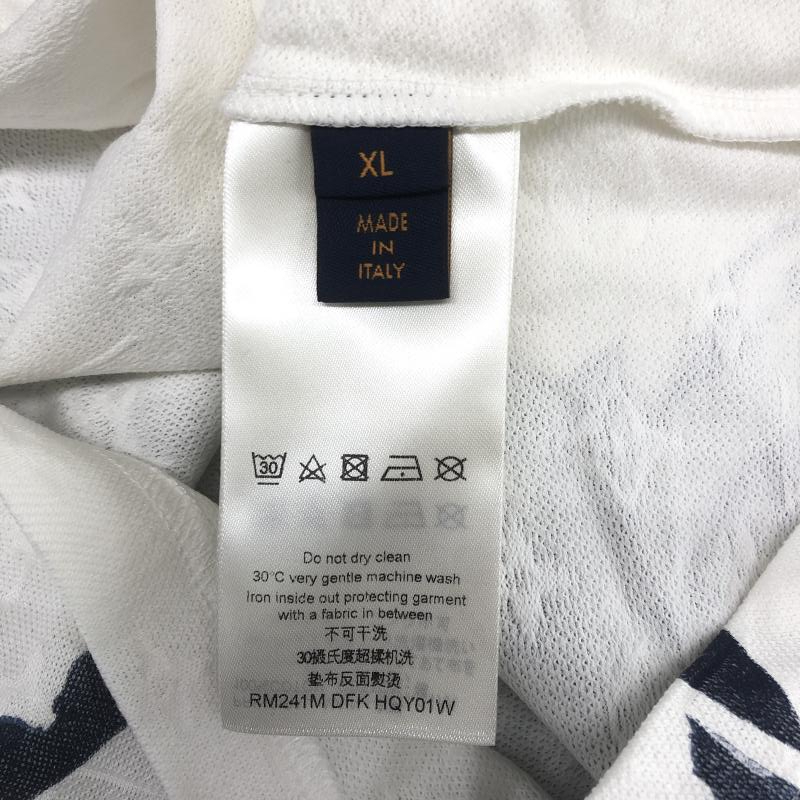 XL
MADE
IN
ITALY
30
Do not dry clean
30°C very gentle machine wash
Iron inside out protecting garment
with a fabric in between
不可干洗
30摄氏度超揉机洗
垫布反面熨烫
RM241M DFK HQY01W